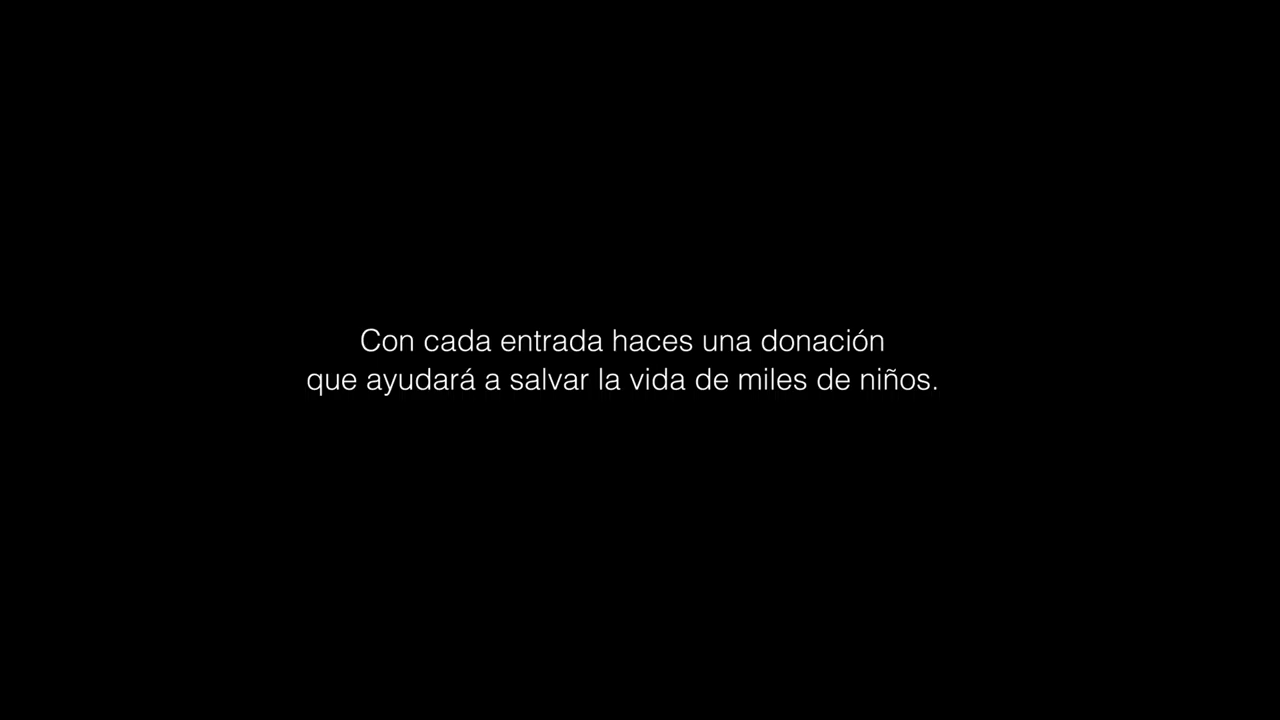 Con cada entrada haces una donación
que ayudará a salvar la vida de miles de niños.